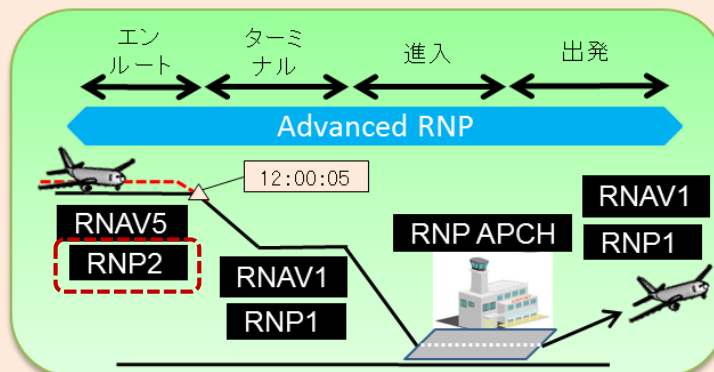 エン
ルート
ターミ
ナル
進入
出発
Advanced RNP
12:00:05
RNAV5
RNP2
RNAV1
RNP1
RNP APCH
RNAV1
RNP1
AIRPORT